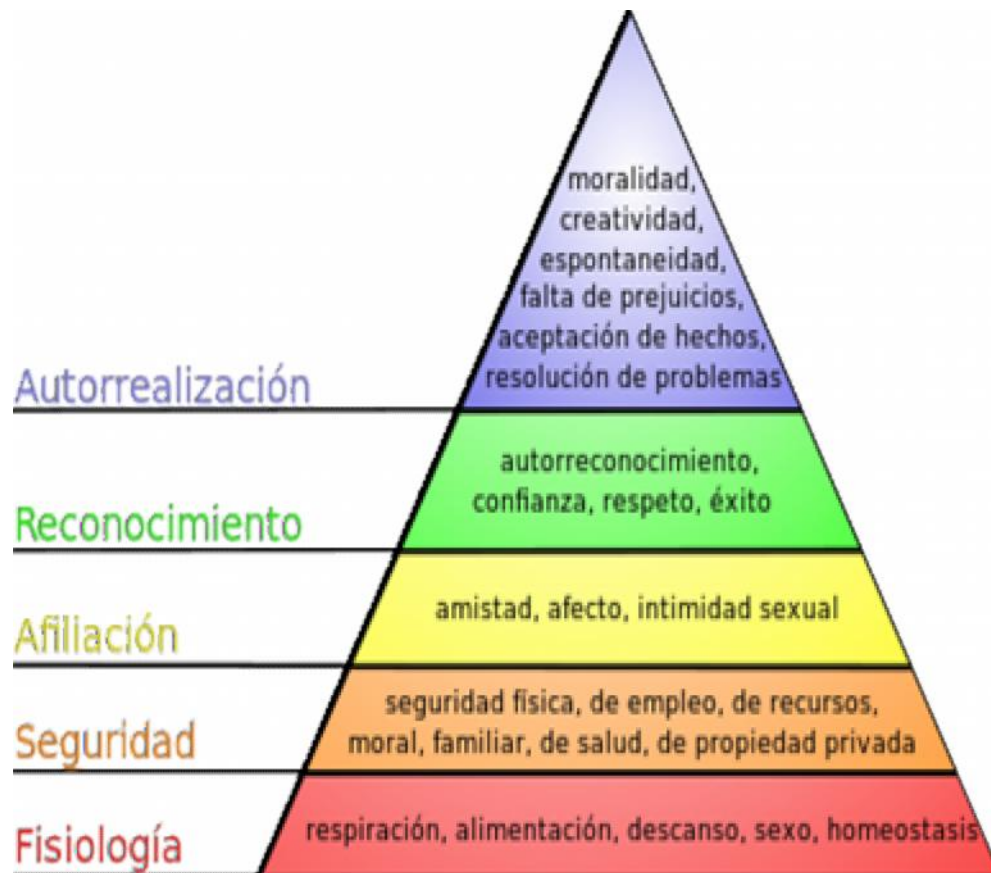 moralidad,
creatividad,
espontaneidad,
falta de prejuicios,
aceptación de hechos,
resolución de problemas
Autorrealización
autorreconocimiento,
confianza, respeto, éxito
Reconocimiento
amistad, afecto, intimidad sexual
Afiliación
seguridad física, de empleo, de recursos,
moral, familiar, de salud, de propiedad privada
Seguridad
respiración, alimentación, descanso, sexo, homeostasis
Fisiología